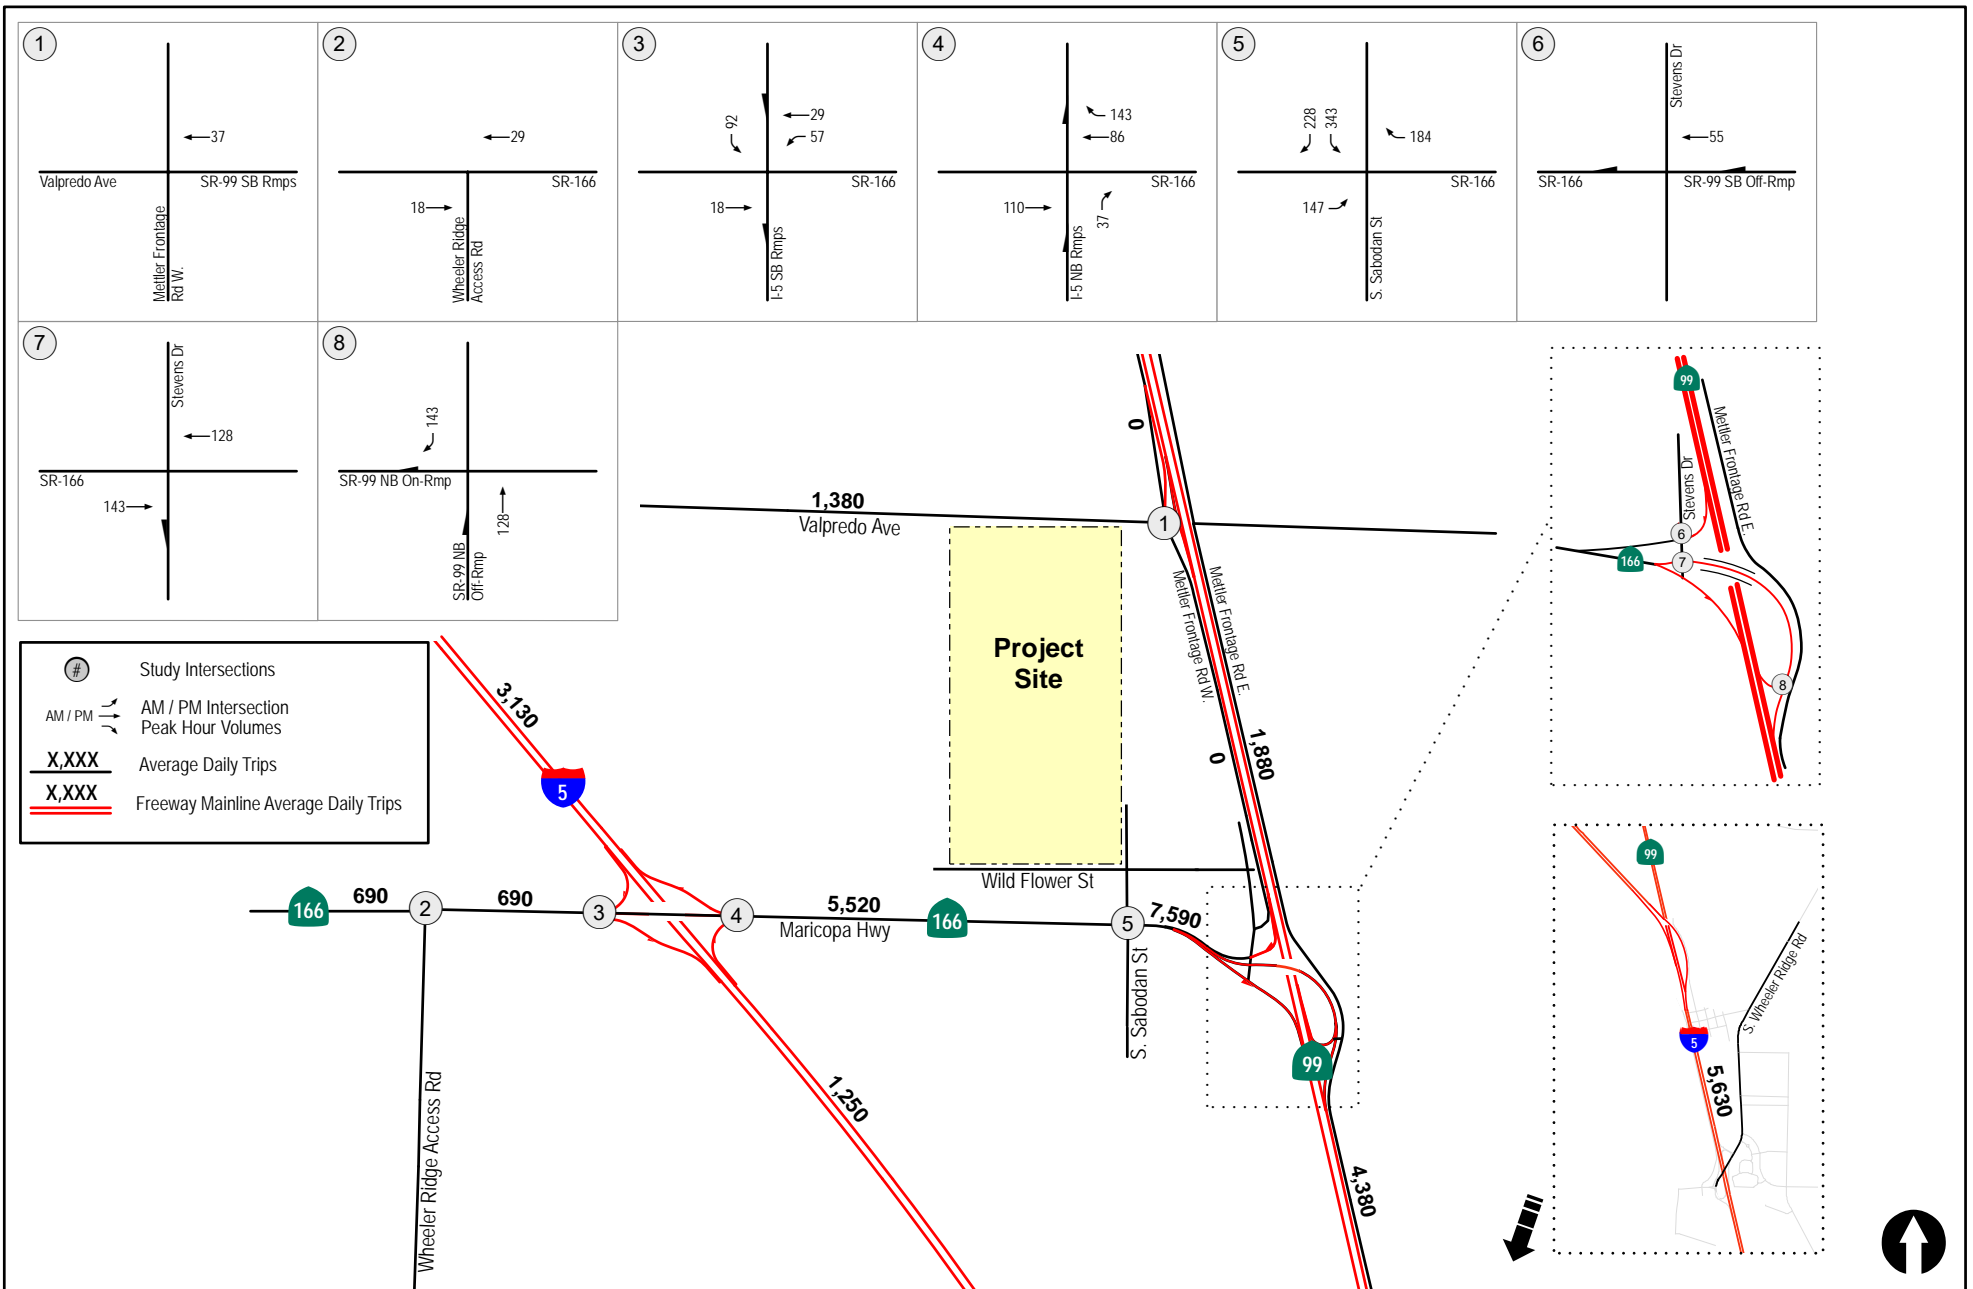 1
37
Valpredo Ave
SR-99 SB Rmps
Mettler Frontage
Rd W.
2
29
SR-166
18
Wheeler Ridge
Access Rd
3
92
29
57
SR-166
18
I-5 SB Rmps
4
143
86
SR-166
110
37
I-5 NB Rmps
5
228
343
184
SR-166
147
S. Sabodan St
6
Stevens Dr
55
SR-166
SR-99 SB Off-Rmp
7
Stevens Dr
128
SR-166
143
8
143
SR-99 NB On-Rmp
128
SR-99 NB
Off-Rmp
#
Study Intersections
AM / PM
AM / PM Intersection
Peak Hour Volumes
X,XXX
Average Daily Trips
X,XXX
Freeway Mainline Average Daily Trips
0
1,380
Valpredo Ave
1
Project
Site
Mettler Frontage Rd W.
Mettler Frontage Rd E.
0
1,880
3,130
5
Wild Flower St
166
690
2
690
3
4
5,520
Maricopa Hwy
166
5
7,590
S. Sabodan St
99
Wheeler Ridge Access Rd
1,250
4,380
99
Mettler Frontage Rd E.
Stevens Dr
6
166
7
8
99
S. Wheeler Ridge Rd
5
5,630